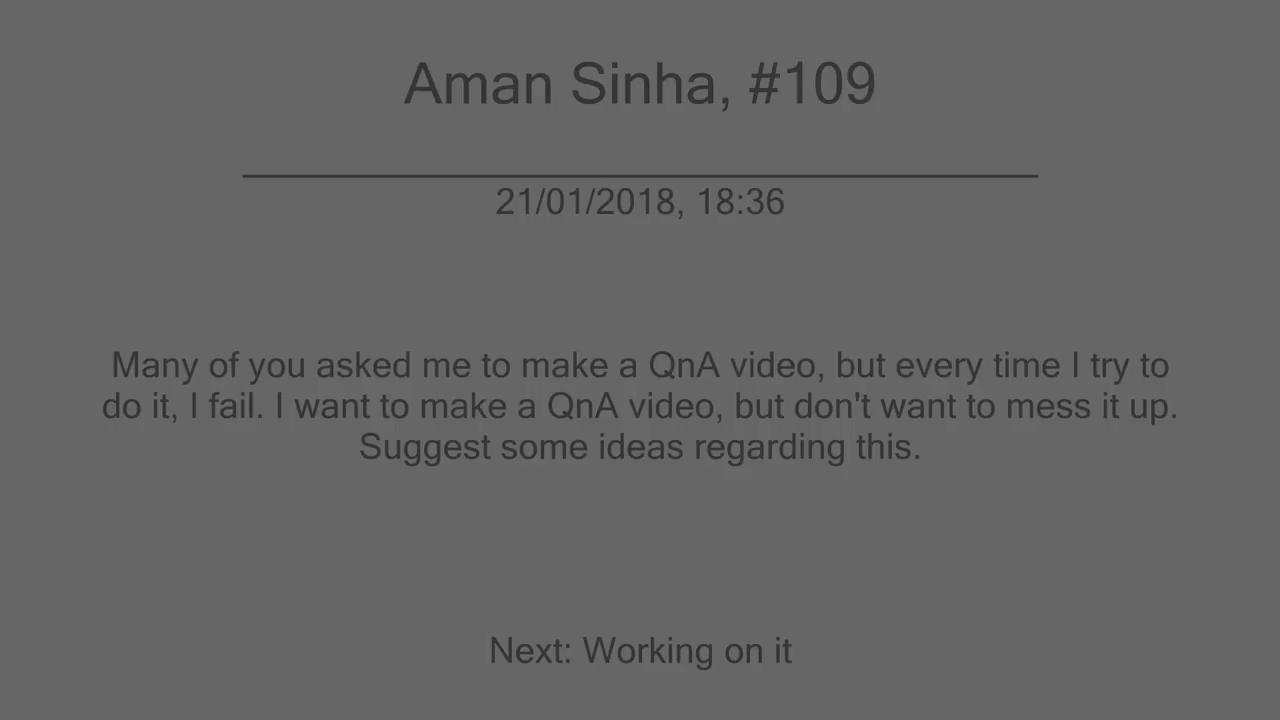 Aman Sinha, #109
21/01/2018, 18:36
Many of you asked me to make a QnA video, but every time I try to
do it, I fail. I want to make a QnA video, but don't want to mess it up.
Suggest some ideas regarding this.
Next: Working on it